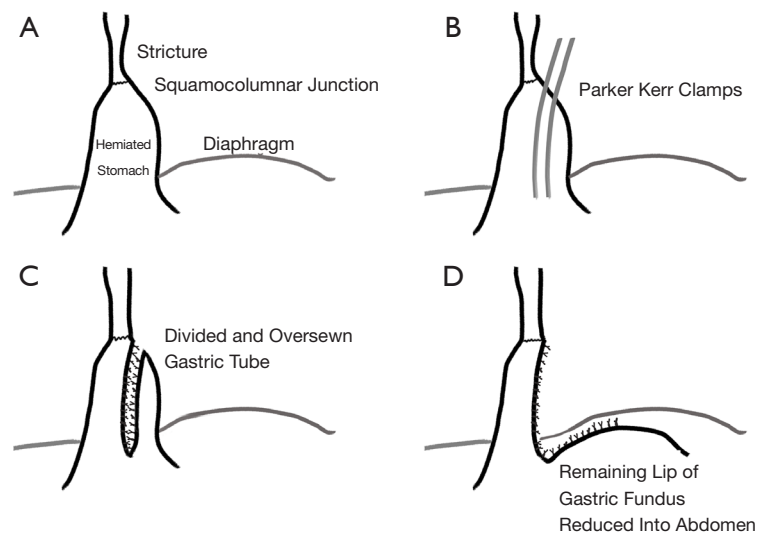 A
Stricture
Squamocolumnar Junction
Hemiated
Stomach
Diaphragm
B
Parker Kerr Clamps
C
Divided and Oversewn
Gastric Tube
D
Remaining Lip of
Gastric Fundus
Reduced Into Abdomen